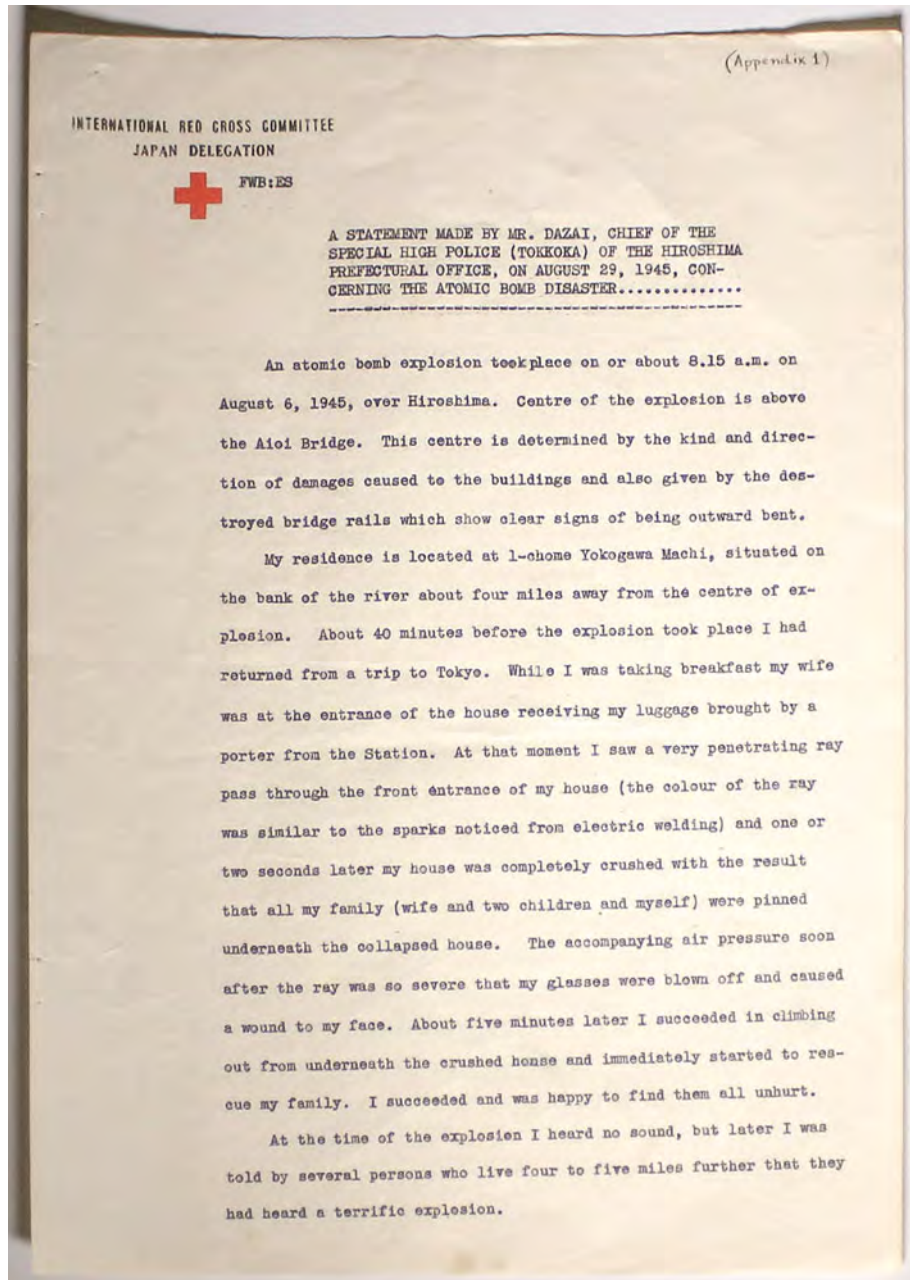 (Appendix 1)
INTERNATIONAL RED CROSS COMMITTEE
JAPAN DELEGATION
FWB:ES
A STATEMENT MADE BY MR. DAZAI, CHIEF OF THE
SPECIAL HIGH POLICE (TOKKOKA) OF THE HIROSHIMA
PREFECTURAL OFFICE, ON AUGUST 29, 1945, CON-
CERNING THE ATOMIC BOMB DISASTER..............
An atomic bomb explosion tookplace on or about 8.15 a.m. on
August 6, 1945, over Hiroshima. Centre of the explosion is above
the Aioi Bridge. This centre is determined by the kind and direc-
tion of damages caused to the buildings and also given by the des-
troyed bridge rails which show clear signs of being outward bent.
My residence is located at 1-chome Yokogawa Machi, situated on
the bank of the river about four miles away from the centre of ex-
plosion. About 40 minutes before the explosion took place I had
returned from a trip to Tokyo. While I was taking breakfast my wife
was at the entrance of the house receiving my luggage brought by a
porter from the Station. At that moment I saw a very penetrating ray
pass through the front entrance of my house (the colour of the ray
was similar to the sparks noticed from electric welding) and one or
two seconds later my house was completely crushed with the result
that all my family (wife and two children and myself) were pinned
underneath the collapsed house. The accompanying air pressure soon
after the ray was so severe that my glasses were blown off and caused
a wound to my face. About five minutes later I succeeded in climbing
out from underneath the crushed honse and immediately started to res-
cue my family. I succeeded and was happy to find them all unhurt.
At the time of the explosion I heard no sound, but later I was
told by several persons who live four to five miles further that they
had heard a terrific explosion.